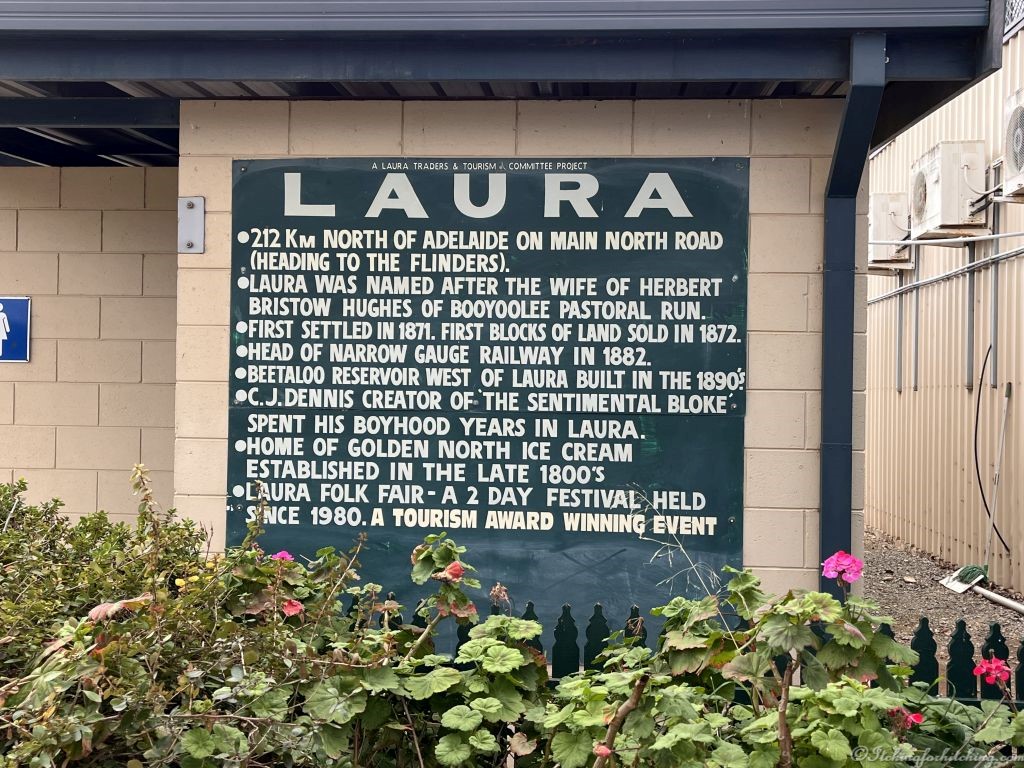 A LAURA TRADERS & TOURISM COMMITTEE PROJECT
LAURA
•212 KM NORTH OF ADELAIDE ON MAIN NORTH ROAD
(HEADING TO THE FLINDERS).
•LAURA WAS NAMED AFTER THE WIFE OF HERBERT
BRISTOW HUGHES OF BOOYOOLEE PASTORAL RUN.
•FIRST SETTLED IN 1871. FIRST BLOCKS OF LAND SOLD IN 1872.
•HEAD OF NARROW GAUGE RAILWAY IN 1882.
•BEETALOO RESERVOIR WEST OF LAURA BUILT IN THE 1890'S
•C.J. DENNIS CREATOR OF 'THE SENTIMENTAL BLOKE'
SPENT HIS BOYHOOD YEARS IN LAURA.
•HOME OF GOLDEN NORTH ICE CREAM
ESTABLISHED IN THE LATE 1800'S
•LAURA FOLK FAIR - A 2 DAY FESTIVAL HELD
SINCE 1980. A TOURISM AWARD WINNING EVENT
©Itchingforhitching.com